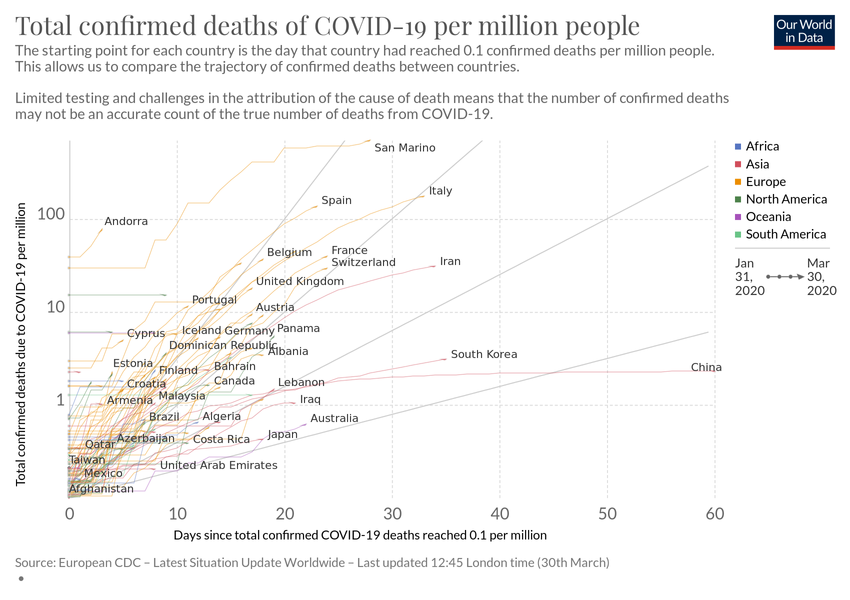 Total confirmed deaths of COVID-19 per million people
Our World
in Data
The starting point for each country is the day that country had reached 0.1 confirmed deaths per million people.
This allows us to compare the trajectory of confirmed deaths between countries.
Limited testing and challenges in the attribution of the cause of death means that the number of confirmed deaths
may not be an accurate count of the true number of deaths from COVID-19.
Total confirmed deaths due to COVID-19 per million
100
10
1
San Marino
Italy
Spain
Andorra
Belgium
France
Switzerland
Iran
United Kingdom
Portugal
Austria
Cyprus
Iceland
Germany
Panama
Dominican Republic
Albania
South Korea
Estonia
Finland
Bahrain
China
Croatia
Canada
Lebanon
Armenia
Malaysia
Iraq
Brazil
Algeria
Australia
Qatar
Azerbaijan
Costa Rica
Japan
Taiwan
United Arab Emirates
Mexico
Afghanistan
0
10
20
30
40
50
60
Days since total confirmed COVID-19 deaths reached 0.1 per million
Africa
Asia
Europe
North America
Oceania
South America
Jan
31,
2020
Mar
30,
2020
Source: European CDC – Latest Situation Update Worldwide – Last updated 12:45 London time (30th March)